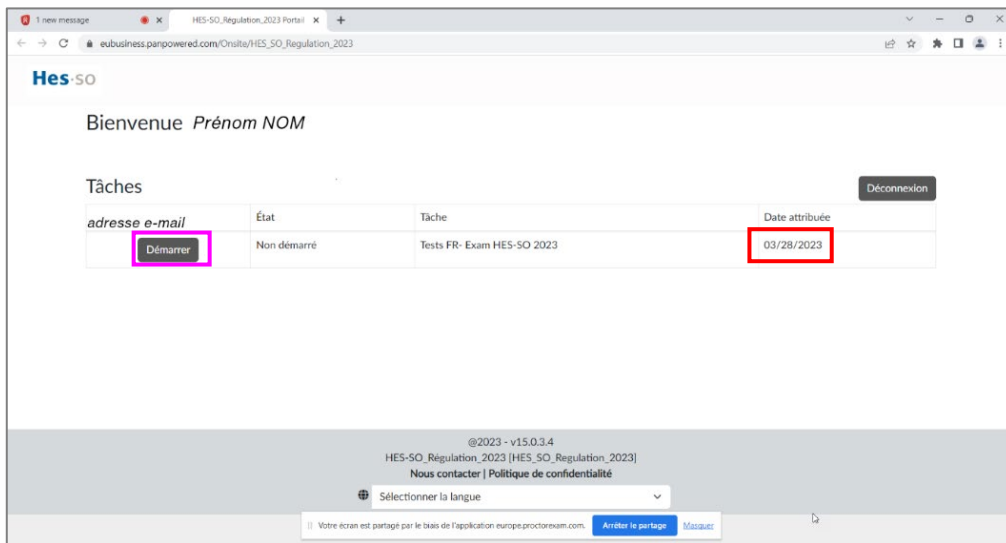 1 new message
HES-SO_Regulation_2023 Portail
eubusiness.panpowered.com/Onsite/HES_SO_Regulation_2023
Hes·so
Bienvenue Prénom NOM
Tâches
Déconnexion
adresse e-mail État Tâche Date attribuée
Démarrer Non démarré Tests FR- Exam HES-SO 2023 03/28/2023
@2023 - v15.0.3.4
HES-SO_Régulation_2023 [HES_SO_Regulation_2023]
Nous contacter | Politique de confidentialité
Sélectionner la langue
Votre écran est partagé par le biais de l'application europe.proctorexam.com. Arrêter le partage Masquer